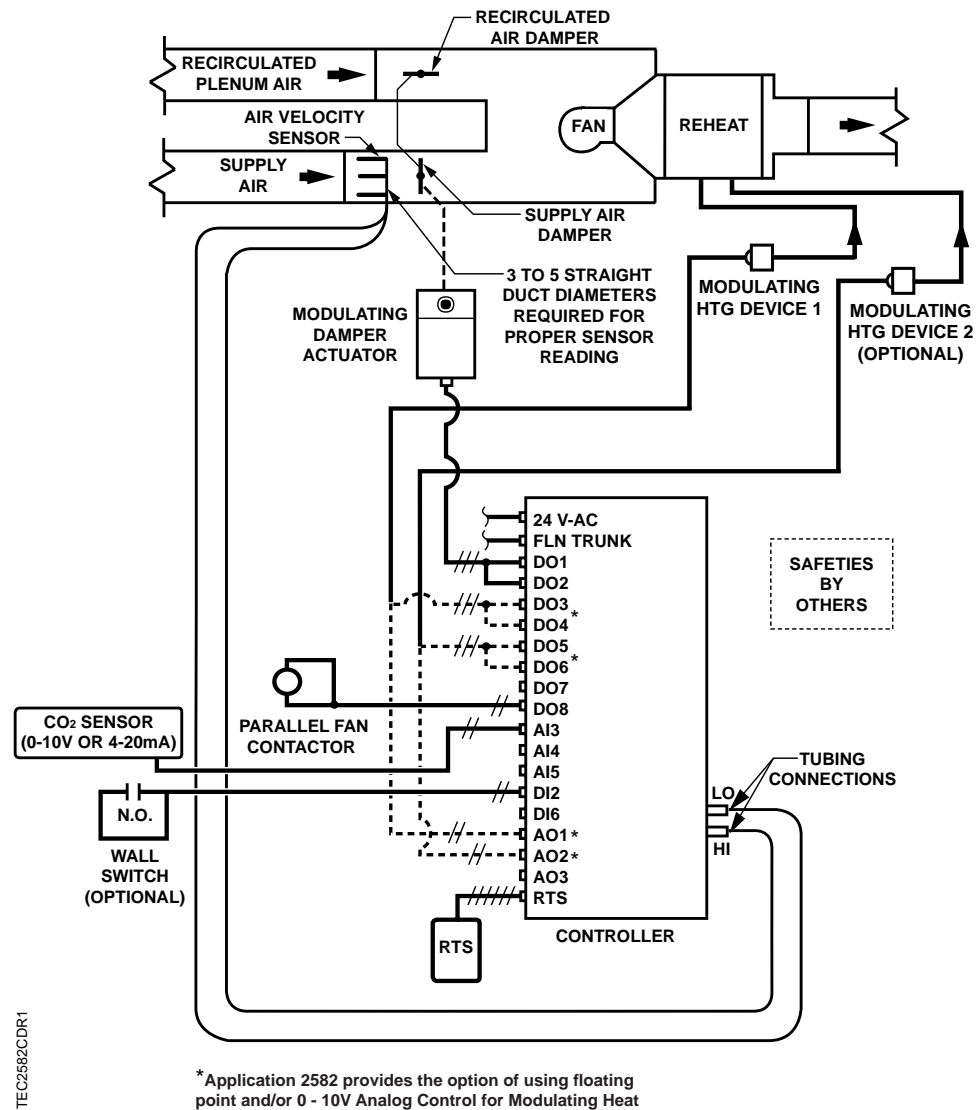 RECIRCULATED
AIR DAMPER
RECIRCULATED
PLENUM AIR
AIR VELOCITY
SENSOR
FAN
REHEAT
SUPPLY
AIR
SUPPLY AIR
DAMPER
3 TO 5 STRAIGHT
DUCT DIAMETERS
REQUIRED FOR
PROPER SENSOR
READING
MODULATING
DAMPER
ACTUATOR
MODULATING
HTG DEVICE 1
MODULATING
HTG DEVICE 2
(OPTIONAL)
24 V-AC
FLN TRUNK
DO1
DO2
DO3
DO4*
DO5
DO6*
DO7
DO8
AI3
AI4
AI5
DI2
DI6
AO1*
AO2*
AO3
RTS
SAFETIES
BY
OTHERS
PARALLEL FAN
CONTACTOR
CO2 SENSOR
(0-10V OR 4-20mA)
N.O.
WALL
SWITCH
(OPTIONAL)
TUBING
CONNECTIONS
LO
HI
RTS
CONTROLLER
TEC2582CDR1
*Application 2582 provides the option of using floating
point and/or 0 - 10V Analog Control for Modulating Heat